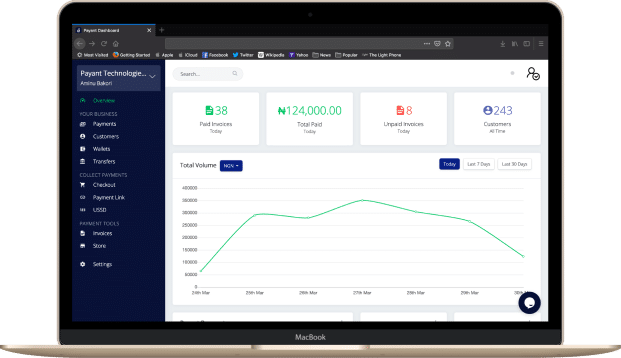 Payant Dashboard
Most Visited Getting Started Apple iCloud Facebook Twitter Wikipedia Yahoo News Popular The Light Phone
Payant Technologie...
Aminu Bakori
Search...
Overview
YOUR BUSINESS
Payments
Customers
Wallets
Transfers
COLLECT PAYMENTS
Checkout
Payment Link
USSD
PAYMENT TOOLS
Invoices
Store
Settings
38
Paid Invoices
Today
₦124,000.00
Total Paid
Today
8
Unpaid Invoices
Today
243
Customers
All Time
Total Volume NGN Today Last 7 Days Last 30 Days
400000
350000
300000
250000
200000
150000
100000
50000
0
24th Mar 25th Mar 26th Mar 27th Mar 28th Mar 29th Mar 30th
MacBook